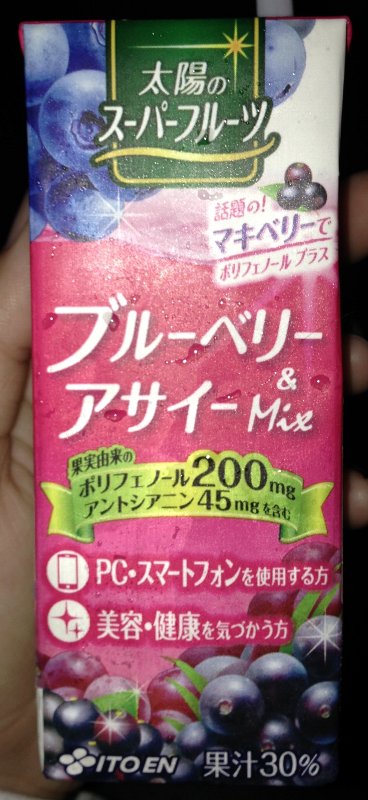 太陽の
スーパーフルーツ
話題の!
マキベリーで
ポリフェノール プラス
ブルーベリー
&
アサイーMix
果実由来の
ポリフェノール200mg
アントシアニン45mgを含む
PC・スマートフォンを使用する方
美容・健康を気づかう方
ITO EN 果汁30%